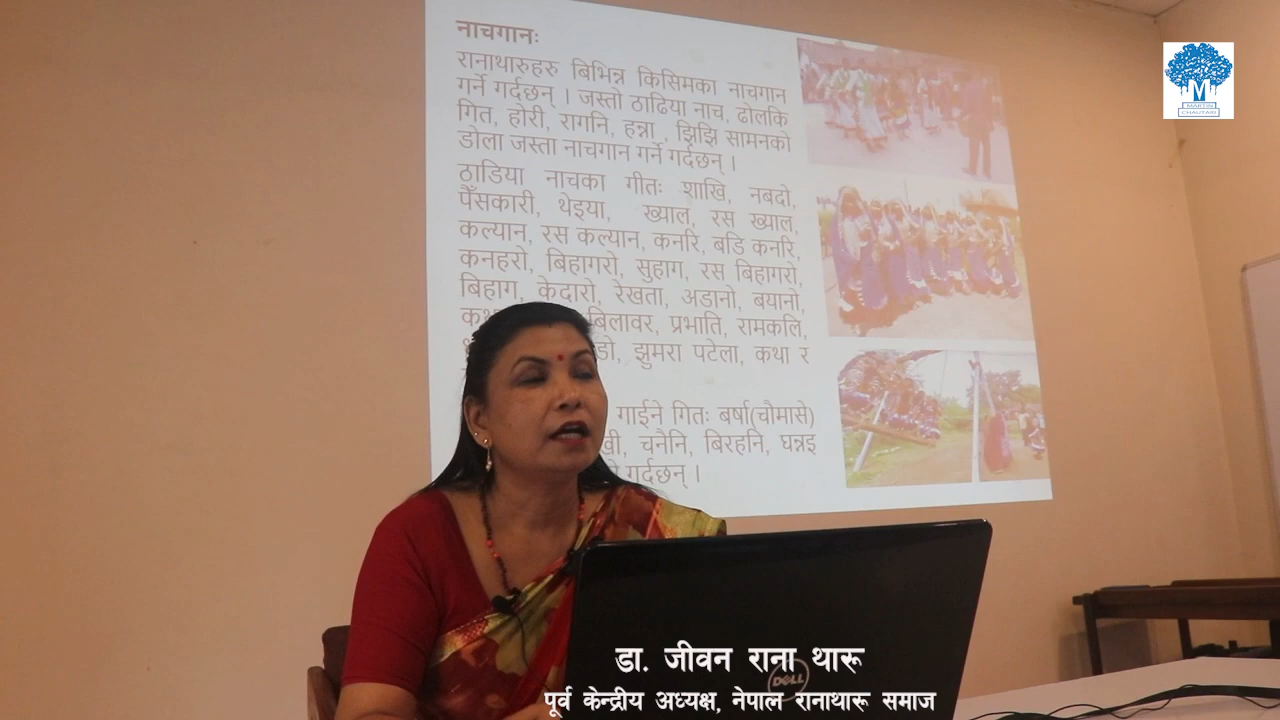 नाचगानः
रानाथारुहरु बिभिन्न किसिमका नाचगान
गर्ने गर्दछन् । जस्तो ठाढिया नाच, ढोलकि
गित, होरी, रागनि, हन्ना , झिंझि सामनको
डोला जस्ता नाचगान गर्ने गर्दछन् ।
ठाडिया नाचका गीतः शाखि, नबदो,
पैँसकारी, थेइया, ख्याल, रस ख्याल,
कल्यान, रस कल्यान, कनरि, बडि कनरि,
कनहरो, बिहागरो, सुहाग, रस बिहागरो,
बिहाग, केदारो, रेखता, अडानो, बयानो,
बिलावर, प्रभाति, रामकलि,
झुमरा पटेला, कथा र
गाईने गितः बर्षा(चौमासे)
चनैनि, बिरहनि, घन्नइ
गर्दछन् ।
M
MARTIN
CHAUTARI
DELL
डा. जीवन राना थारू
पूर्व केन्द्रीय अध्यक्ष, नेपाल रानाथारू समाज